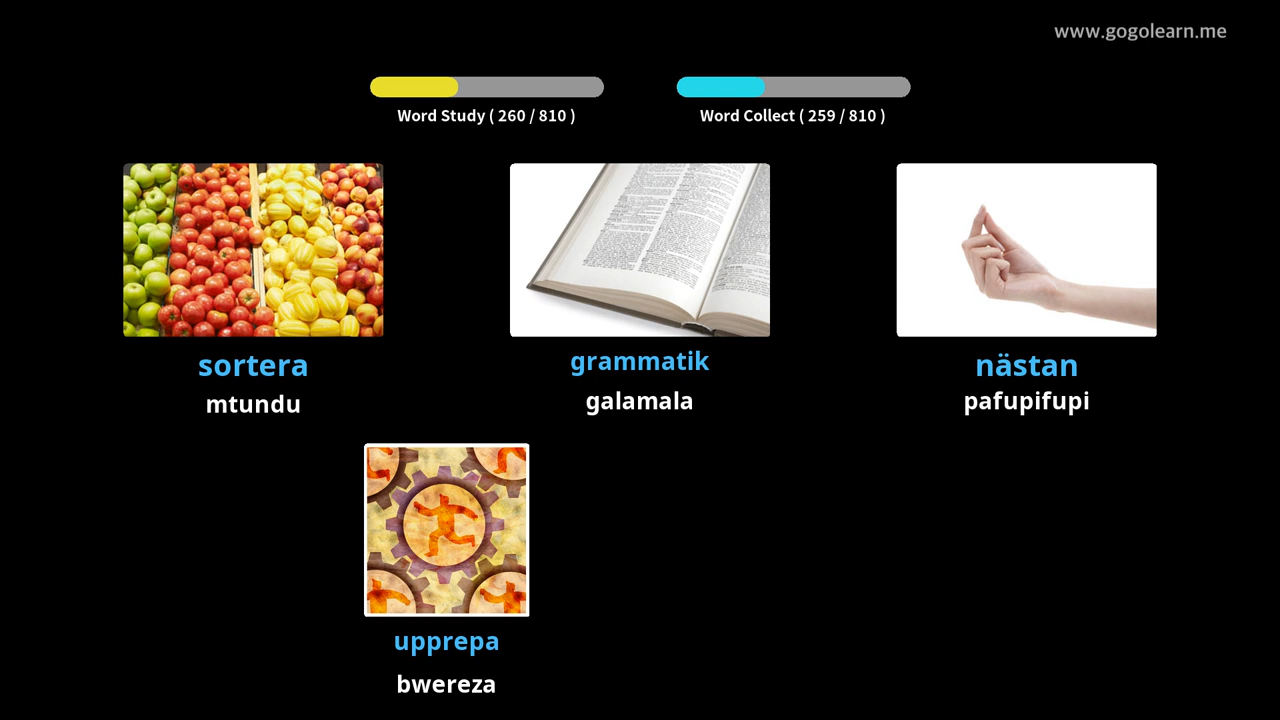 www.gogolearn.me
Word Study ( 260 / 810 )
Word Collect ( 259 / 810 )
sortera
mtundu
grammatik
galamala
nästan
pafupifupi
upprepa
bwereza